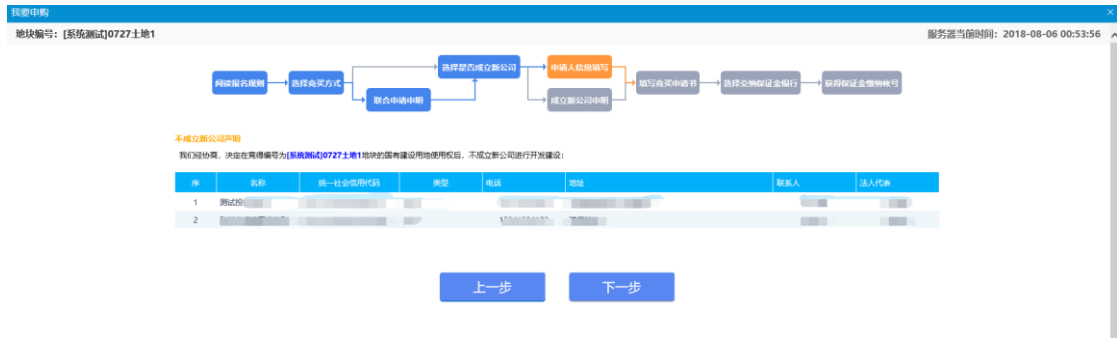 我要申购
地块编号：[系统测试]0727土地1
服务器当前时间：2018-08-06 00:53:56
选择是否成立新公司
申请人信息填写
阅读报名规则
选择竞买方式
填写竞买申请书
选择交纳保证金银行
获得保证金缴纳帐号
联合申请申明
成立新公司申明
不成立新公司声明
我们经协商，决定在竞得编号为[系统测试]0727土地1地块的国有建设用地使用权后，不成立新公司进行开发建设：
序 名称 统一社会信用代码 类型 电话 地址 联系人 法人代表
1 测试投
2
上一步 下一步